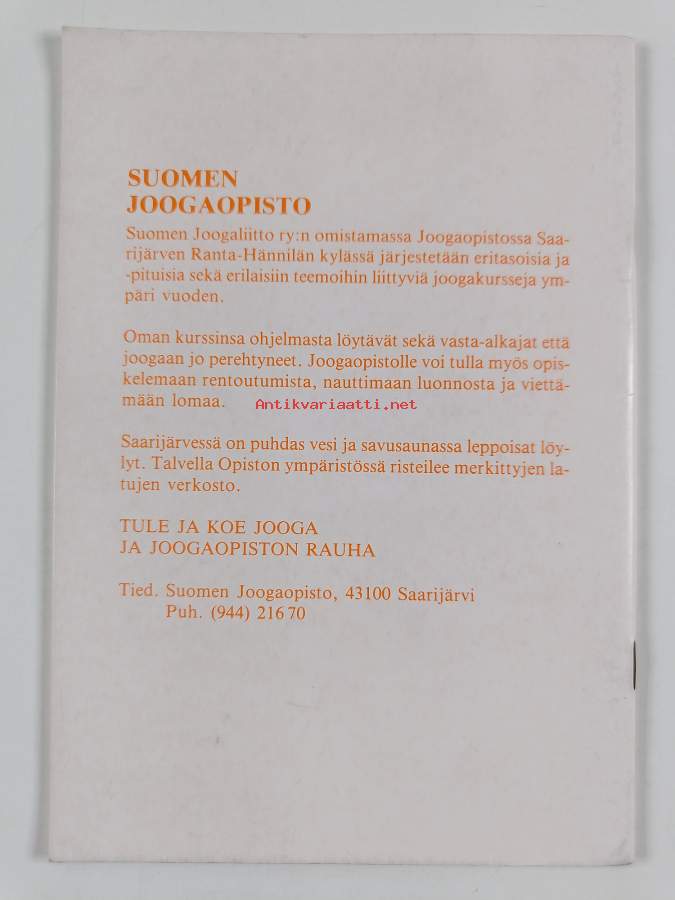 SUOMEN
JOOGAOPISTO
Suomen Joogaliitto ry:n omistamassa Joogaopistossa Saa-
rijärven Ranta-Hännilän kylässä järjestetään eritasoisia ja
-pituisia sekä erilaisiin teemoihin liittyviä joogakursseja ym-
päri vuoden.
Oman kurssinsa ohjelmasta löytävät sekä vasta-alkajat että
joogaan jo perehtyneet. Joogaopistolle voi tulla myös opis-
kelemaan rentoutumista, nauttimaan luonnosta ja viettä-
mään lomaa.
Antikvariaatti.net
Saarijärvessä on puhdas vesi ja savusaunassa leppoisat löy-
lyt. Talvella Opiston ympäristössä risteilee merkittyjen la-
tujen verkosto.
TULE JA KOE JOOGA
JA JOOGAOPISTON RAUHA
Tied. Suomen Joogaopisto, 43100 Saarijärvi
Puh. (944) 216 70